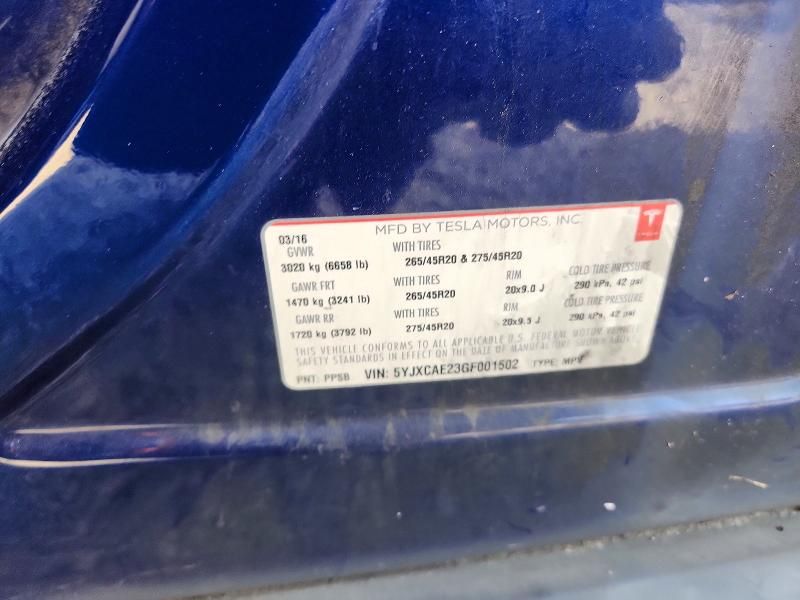 MFD BY TESLA MOTORS, INC.
03/16
GVWR WITH TIRES
3020 kg (6658 lb) 265/45R20 & 275/45R20
GAWR FRT WITH TIRES RIM COLD TIRE PRESSURE
1470 kg (3241 lb) 265/45R20 20x9.0 J 290 kPa, 42 psi
GAWR RR WITH TIRES RIM COLD TIRE PRESSURE
1720 kg (3792 lb) 275/45R20 20x9.5 J 290 kPa, 42 psi
THIS VEHICLE CONFORMS TO ALL APPLICABLE U.S. FEDERAL MOTOR VEHICLE
SAFETY STANDARDS IN EFFECT ON THE DATE OF MANUFACTURE SHOWN ABOVE.
PNT: PPSB VIN: 5YJXCAE23GF001502 TYPE: MPV